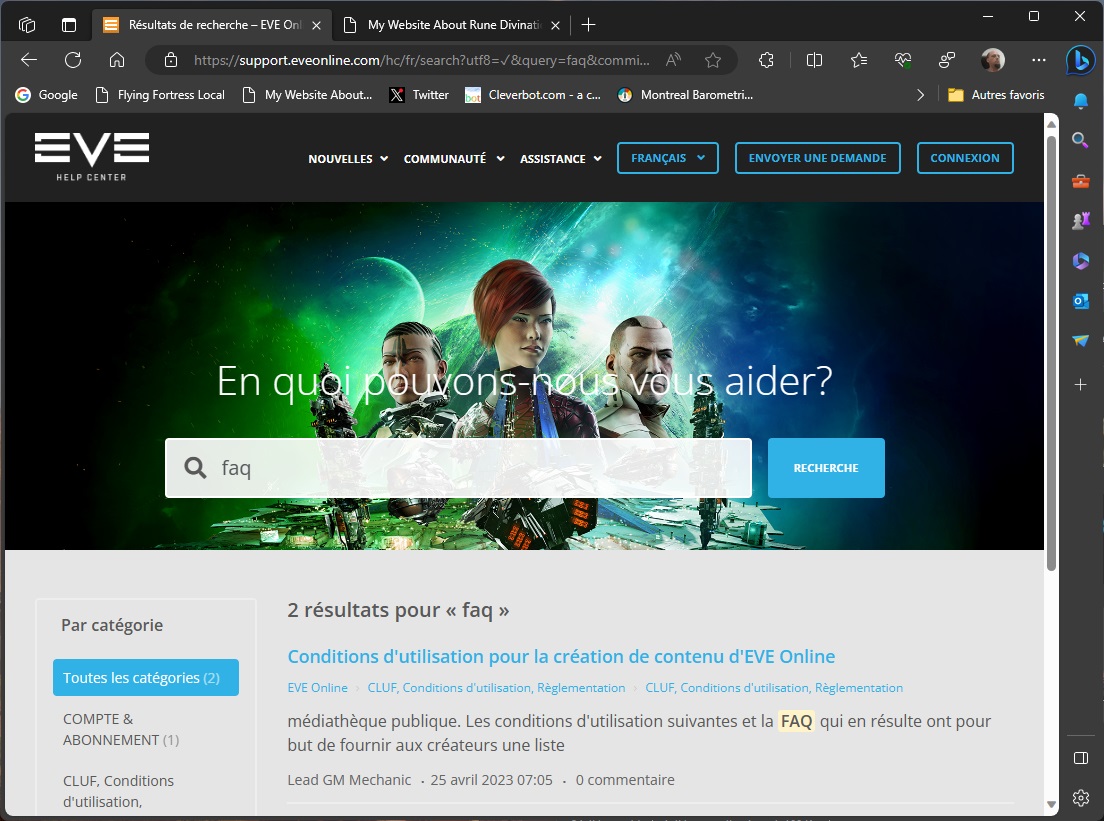 Résultats de recherche – EVE Onl
My Website About Rune Divinati
https://support.eveonline.com/hc/fr/search?utf8=✓&query=faq&commi...
Google
Flying Fortress Local
My Website About...
Twitter
Cleverbot.com - a c...
Montreal Barometri...
Autres favoris
EVE
HELP CENTER
NOUVELLES
COMMUNAUTÉ
ASSISTANCE
FRANÇAIS
ENVOYER UNE DEMANDE
CONNEXION
En quoi pouvons-nous vous aider?
faq
RECHERCHE
Par catégorie
Toutes les catégories (2)
COMPTE &
ABONNEMENT (1)
CLUF, Conditions
d'utilisation,
2 résultats pour « faq »
Conditions d'utilisation pour la création de contenu d'EVE Online
EVE Online › CLUF, Conditions d'utilisation, Règlementation › CLUF, Conditions d'utilisation, Règlementation
médiathèque publique. Les conditions d'utilisation suivantes et la FAQ qui en résulte ont pour
but de fournir aux créateurs une liste
Lead GM Mechanic · 25 avril 2023 07:05 · 0 commentaire